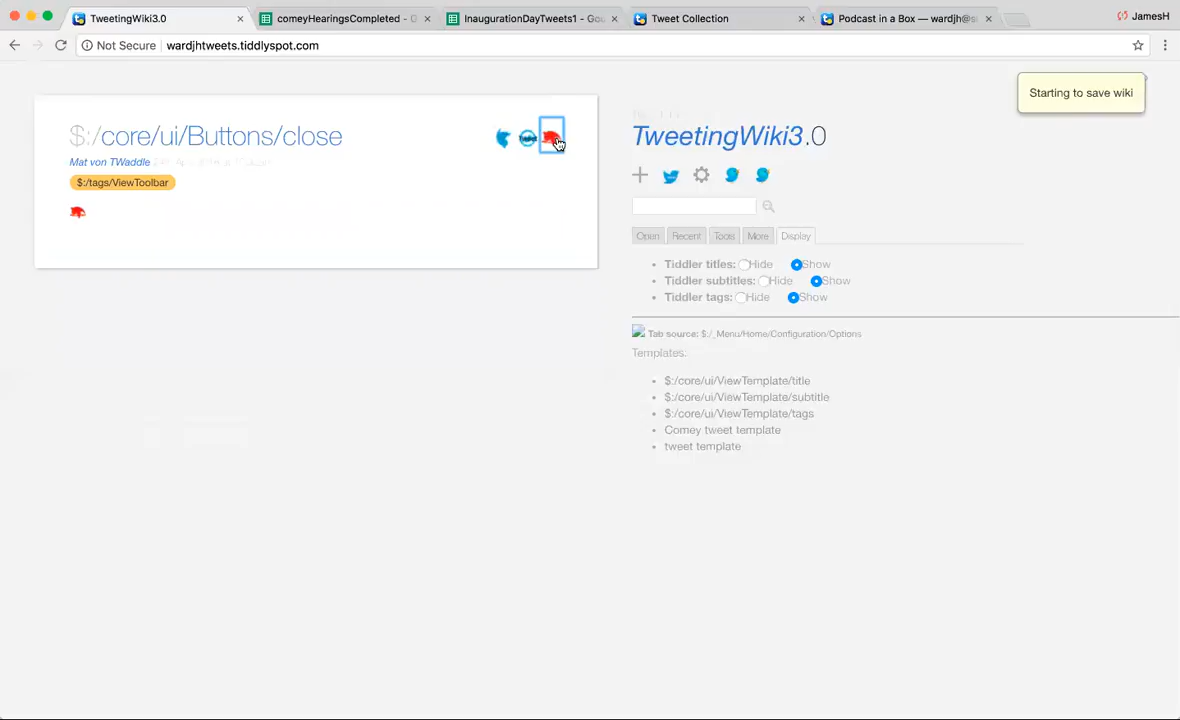 TweetingWiki3.0
comeyHearingsCompleted - G
InaugurationDayTweets1 - Goo
Tweet Collection
Podcast in a Box — wardjh@s
JamesH
Not Secure wardjhtweets.tiddlyspot.com
Starting to save wiki
$:/core/ui/Buttons/close
Mat von TWaddle
$:/tags/ViewToolbar
TweetingWiki3.0
Open Recent Tools More Display
Tiddler titles: Hide Show
Tiddler subtitles: Hide Show
Tiddler tags: Hide Show
Tab source: $:/_Menu/Home/Configuration/Options
Templates:
$:/core/ui/ViewTemplate/title
$:/core/ui/ViewTemplate/subtitle
$:/core/ui/ViewTemplate/tags
Comey tweet template
tweet template